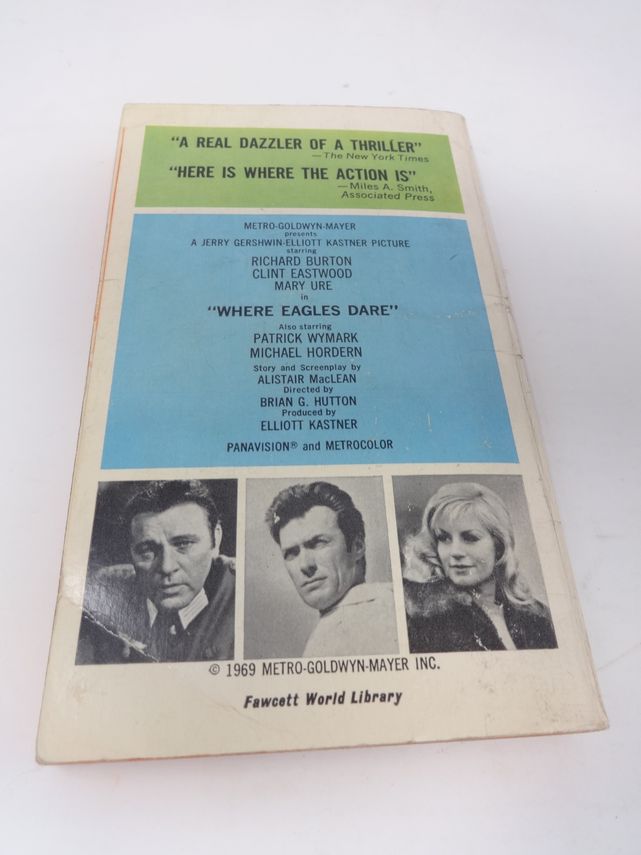 "A REAL DAZZLER OF A THRILLER"
—The New York Times
"HERE IS WHERE THE ACTION IS"
—Miles A. Smith,
Associated Press
METRO-GOLDWYN-MAYER
presents
A JERRY GERSHWIN-ELLIOTT KASTNER PICTURE
starring
RICHARD BURTON
CLINT EASTWOOD
MARY URE
in
"WHERE EAGLES DARE"
Also starring
PATRICK WYMARK
MICHAEL HORDERN
Story and Screenplay by
ALISTAIR MacLEAN
Directed by
BRIAN G. HUTTON
Produced by
ELLIOTT KASTNER
PANAVISION® and METROCOLOR
© 1969 METRO-GOLDWYN-MAYER INC.
Fawcett World Library